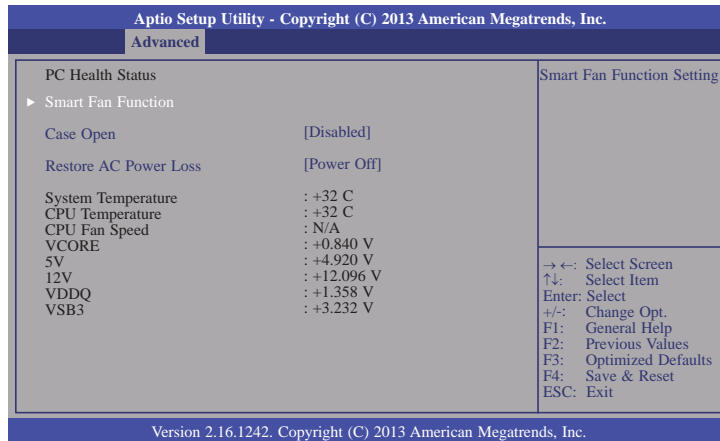 Aptio Setup Utility - Copyright (C) 2013 American Megatrends, Inc.
Advanced
PC Health Status
Smart Fan Function Setting
► Smart Fan Function
Case Open [Disabled]
Restore AC Power Loss [Power Off]
System Temperature : +32 C
CPU Temperature : +32 C
CPU Fan Speed : N/A
VCORE : +0.840 V
5V : +4.920 V
12V : +12.096 V
VDDQ : +1.358 V
VSB3 : +3.232 V
→ ←: Select Screen
↑↓: Select Item
Enter: Select
+/-: Change Opt.
F1: General Help
F2: Previous Values
F3: Optimized Defaults
F4: Save & Reset
ESC: Exit
Version 2.16.1242. Copyright (C) 2013 American Megatrends, Inc.